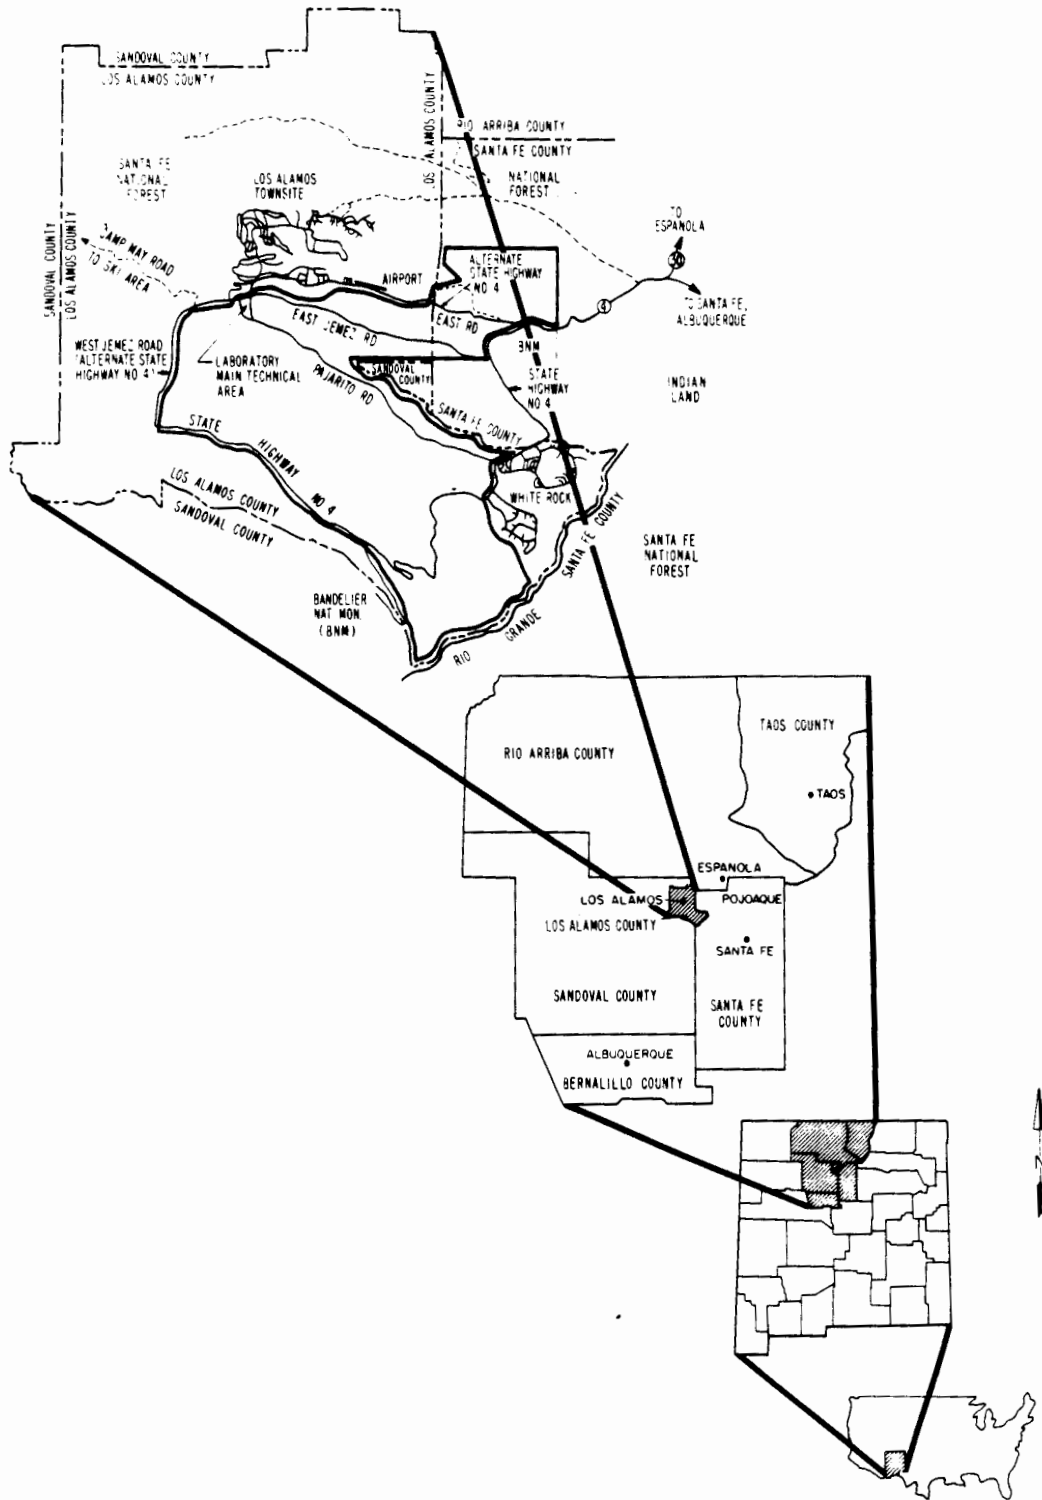 SANDOVAL COUNTY
LOS ALAMOS COUNTY
LOS ALAMOS COUNTY
RIO ARRIBA COUNTY
SANTA FE COUNTY
SANTA FE
NATIONAL
FOREST
LOS ALAMOS
TOWNSITE
NATIONAL
FOREST
TO
ESPANOLA
30
SANDOVAL COUNTY
LOS ALAMOS COUNTY
CAMP MAY ROAD
TO SKI AREA
AIRPORT
ALTERNATE
STATE HIGHWAY
NO 4
4
TO SANTA FE,
ALBUQUERQUE
EAST JEMEZ RD
EAST RD
BNM
WEST JEMEZ ROAD
(ALTERNATE STATE
HIGHWAY NO 4)
LABORATORY
MAIN TECHNICAL
AREA
PAJARITO RD
SANDOVAL
COUNTY
STATE
HIGHWAY
NO 4
INDIAN
LAND
SANTA FE COUNTY
STATE HIGHWAY NO 4
LOS ALAMOS COUNTY
SANDOVAL COUNTY
WHITE ROCK
SANTA FE COUNTY
SANTA FE
NATIONAL
FOREST
BANDELIER
NAT MON.
(BNM)
RIO GRANDE
TAOS COUNTY
RIO ARRIBA COUNTY
TAOS
ESPANOLA
LOS ALAMOS
POJOAQUE
LOS ALAMOS COUNTY
SANTA FE
SANDOVAL COUNTY
SANTA FE
COUNTY
ALBUQUERQUE
BERNALILLO COUNTY
N